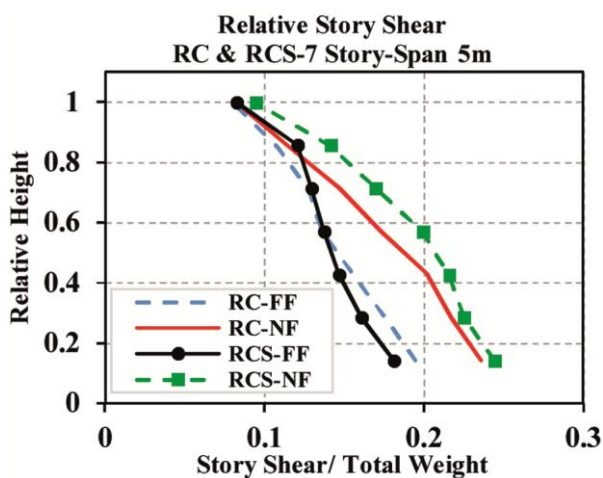 Relative Story Shear
RC & RCS-7 Story-Span 5m
Relative Height
1
0.8
0.6
0.4
0.2
0
RC-FF
RC-NF
RCS-FF
RCS-NF
0
0.1
0.2
0.3
Story Shear/ Total Weight